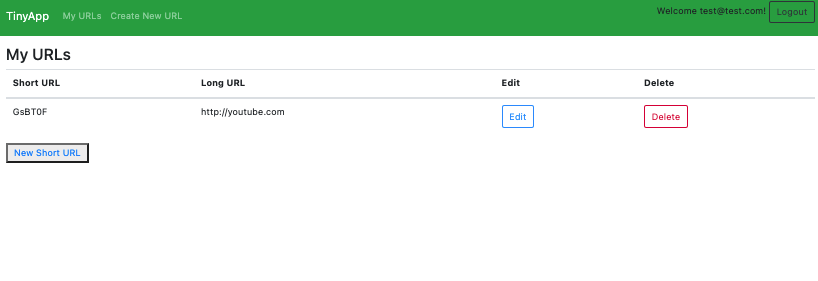 TinyApp My URLs Create New URL Welcome test@test.com! Logout
My URLs
Short URL Long URL Edit Delete
GsBT0F http://youtube.com Edit Delete
New Short URL